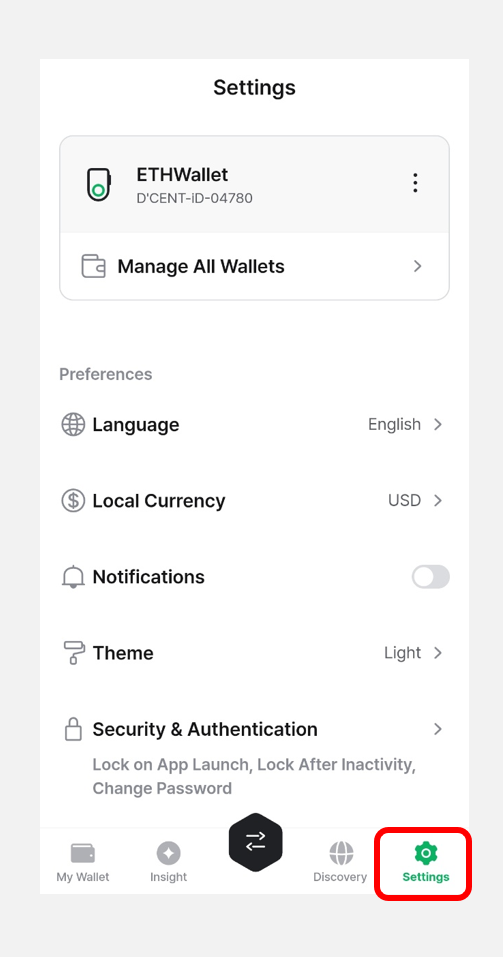 Settings
ETHWallet
D'CENT-iD-04780
Manage All Wallets
Preferences
Language English
Local Currency USD
Notifications
Theme Light
Security & Authentication
Lock on App Launch, Lock After Inactivity,
Change Password
My Wallet Insight Discovery Settings